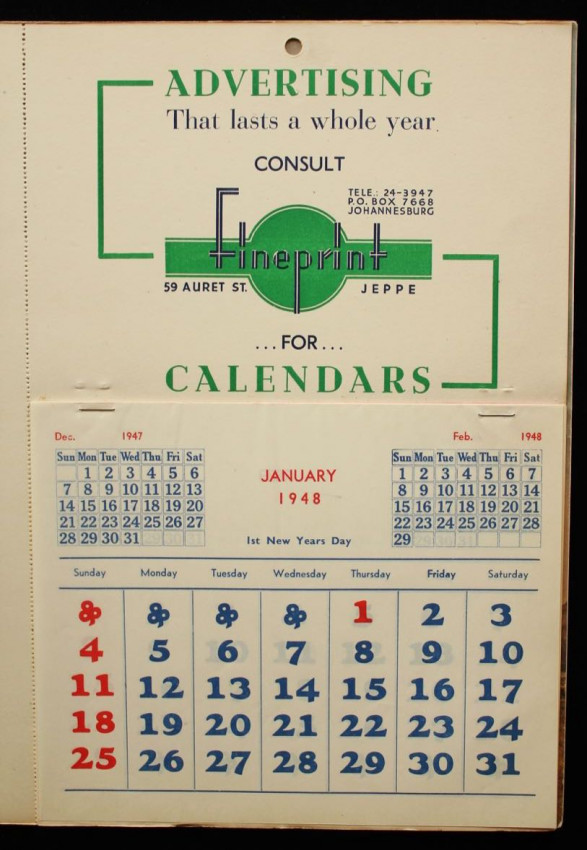 ADVERTISING
That lasts a whole year.
CONSULT
TELE.: 24-3947
P.O. BOX 7668
JOHANNESBURG
fineprint
59 AURET ST. JEPPE
...FOR...
CALENDARS
Dec. 1947
Sun Mon Tue Wed Thu Fri Sat
1 2 3 4 5 6
7 8 9 10 11 12 13
14 15 16 17 18 19 20
21 22 23 24 25 26 27
28 29 30 31
JANUARY
1948
1st New Years Day
Feb. 1948
Sun Mon Tue Wed Thu Fri Sat
1 2 3 4 5 6 7
8 9 10 11 12 13 14
15 16 17 18 19 20 21
22 23 24 25 26 27 28
29
Sunday Monday Tuesday Wednesday Thursday Friday Saturday
1 2 3
4 5 6 7 8 9 10
11 12 13 14 15 16 17
18 19 20 21 22 23 24
25 26 27 28 29 30 31